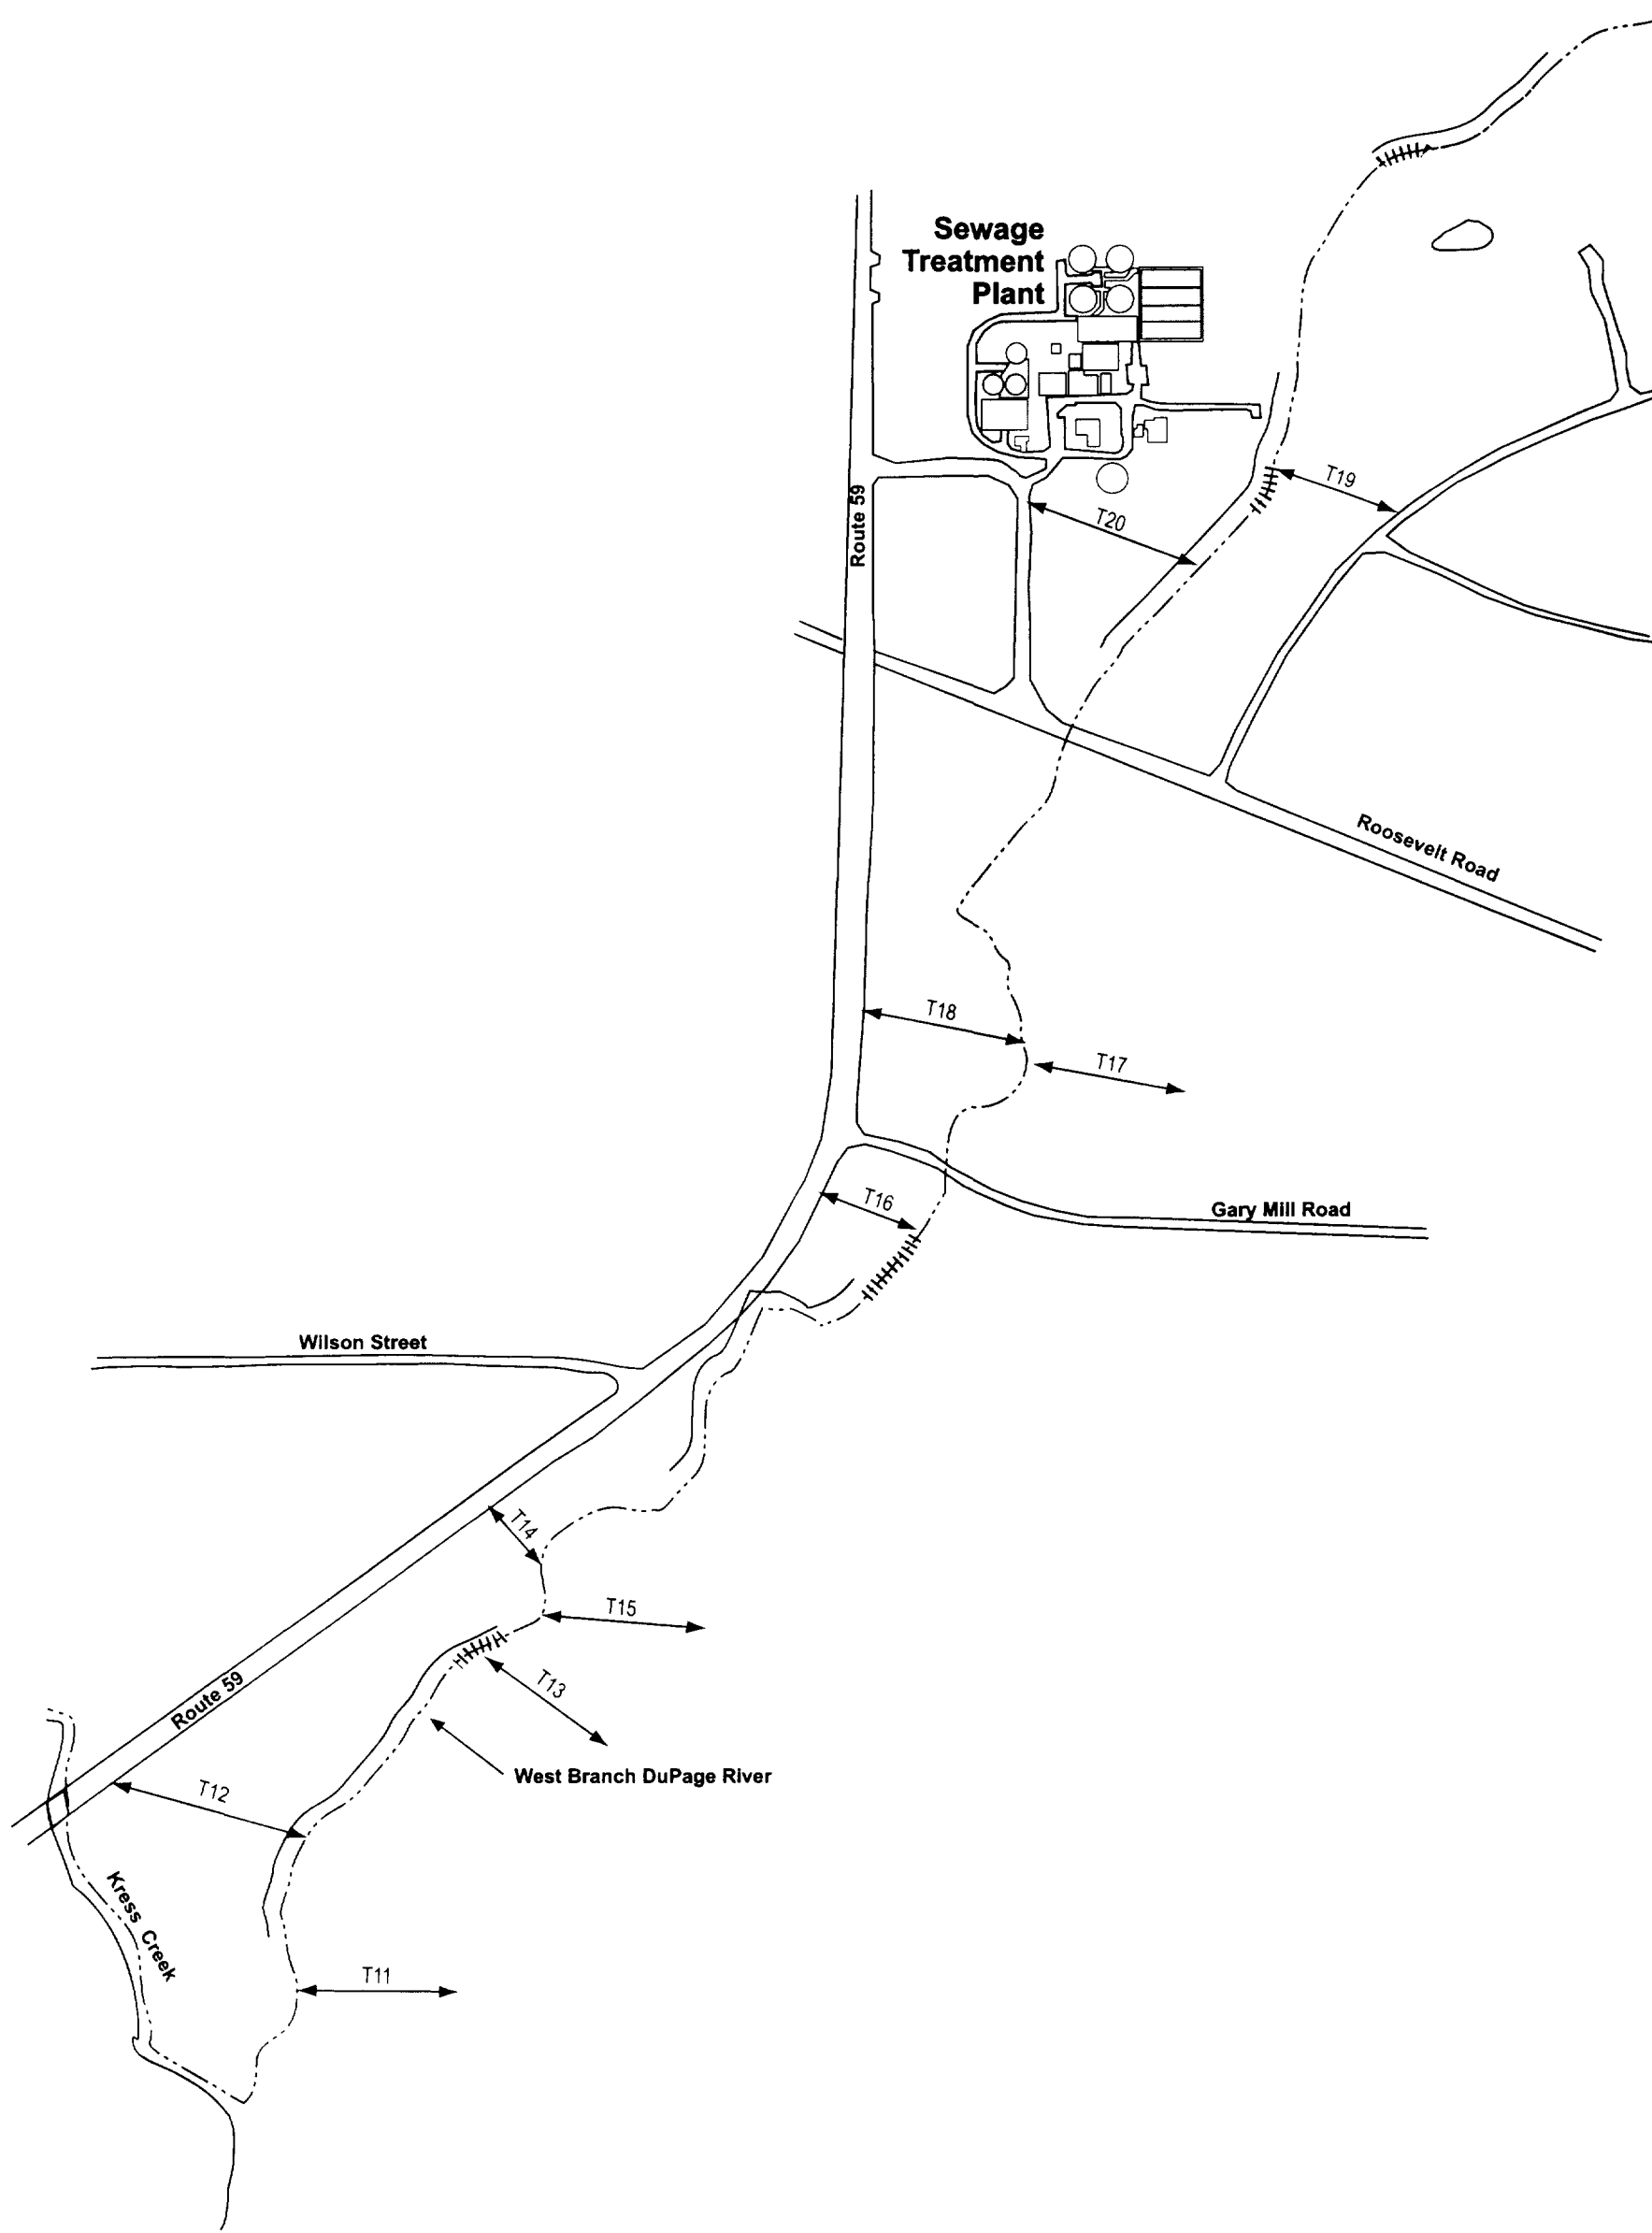 Sewage
Treatment
Plant
T19
T20
Route 59
Roosevelt Road
T18
T17
T16
Gary Mill Road
Wilson Street
T14
T15
T13
Route 59
West Branch DuPage River
T12
Kress Creek
T11